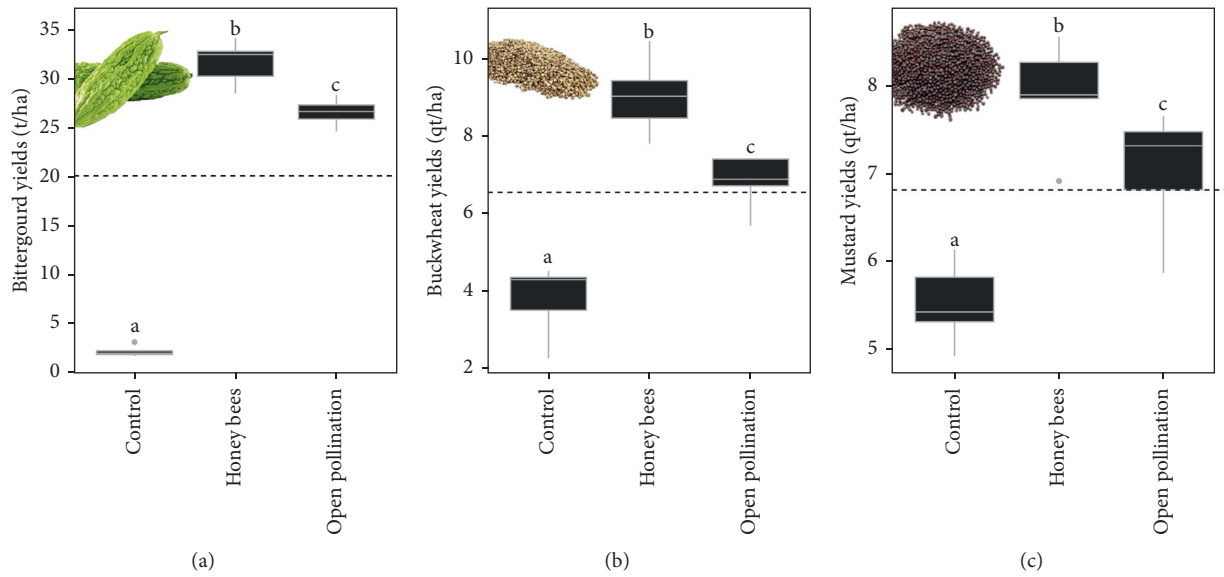 Bittergourd yields (t/ha)
35
30
25
20
15
10
5
0
a
b
c
Control
Honey bees
Open pollination
(a)
Buckwheat yields (qt/ha)
10
8
6
4
2
a
b
c
Control
Honey bees
Open pollination
(b)
Mustard yields (qt/ha)
8
7
6
5
a
b
c
Control
Honey bees
Open pollination
(c)